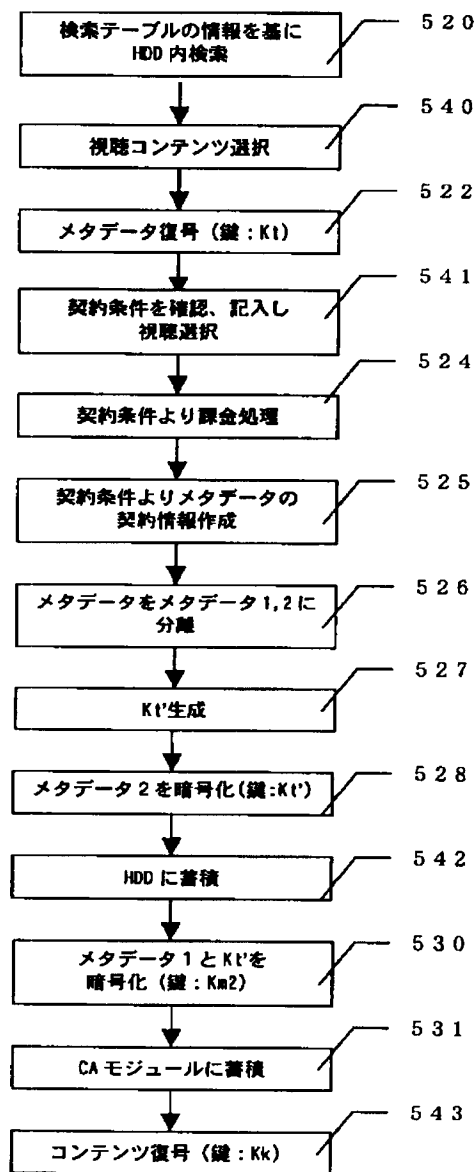 検索テーブルの情報を基に
HDD内検索
520
視聴コンテンツ選択
540
メタデータ復号（鍵：Kt）
522
契約条件を確認、記入し
視聴選択
541
契約条件より課金処理
524
契約条件よりメタデータの
契約情報作成
525
メタデータをメタデータ1,2に
分離
526
Kt'生成
527
メタデータ2を暗号化(鍵:Kt')
528
HDDに蓄積
542
メタデータ1とKt'を
暗号化（鍵：Km2）
530
CAモジュールに蓄積
531
コンテンツ復号（鍵：Kk）
543